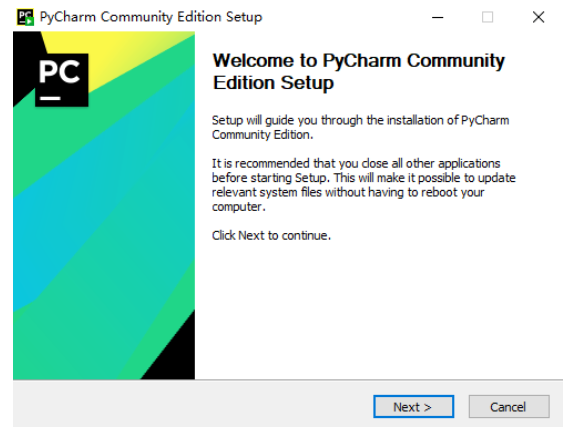 PyCharm Community Edition Setup
PC
Welcome to PyCharm Community
Edition Setup
Setup will guide you through the installation of PyCharm
Community Edition.
It is recommended that you close all other applications
before starting Setup. This will make it possible to update
relevant system files without having to reboot your
computer.
Click Next to continue.
Next >
Cancel